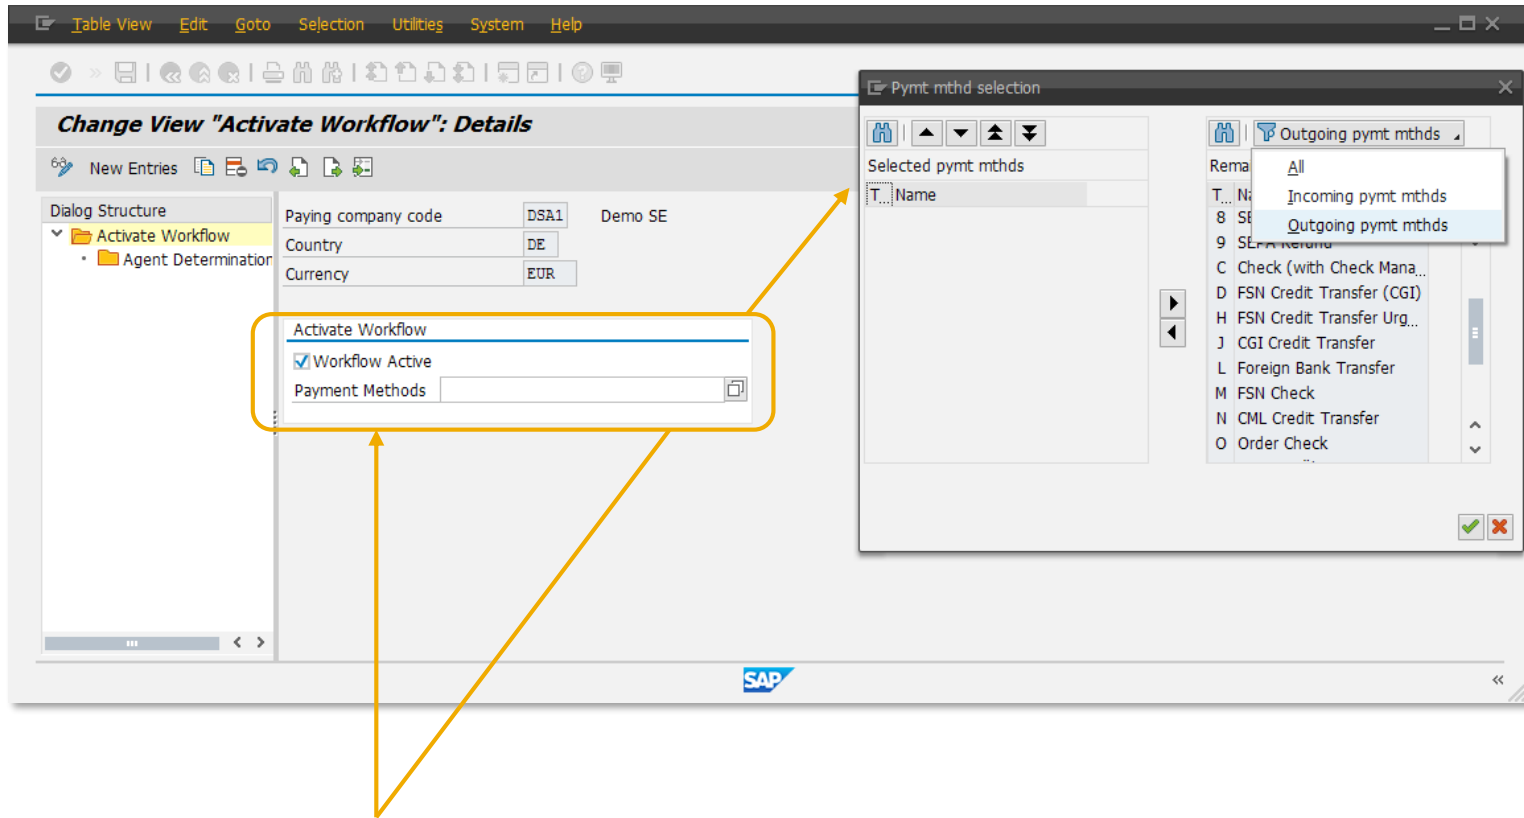 Table View Edit Goto Selection Utilities System Help
Change View "Activate Workflow": Details
New Entries
Dialog Structure
Activate Workflow
Agent Determination
Paying company code DSA1 Demo SE
Country DE
Currency EUR
Activate Workflow
Workflow Active
Payment Methods
SAP
Pymt mthd selection
Selected pymt mthds
T... Name
Outgoing pymt mthds
All
Incoming pymt mthds
Outgoing pymt mthds
T...
8
9 SEPA Refund
C Check (with Check Mana...
D FSN Credit Transfer (CGI)
H FSN Credit Transfer Urg...
J CGI Credit Transfer
L Foreign Bank Transfer
M FSN Check
N CML Credit Transfer
O Order Check